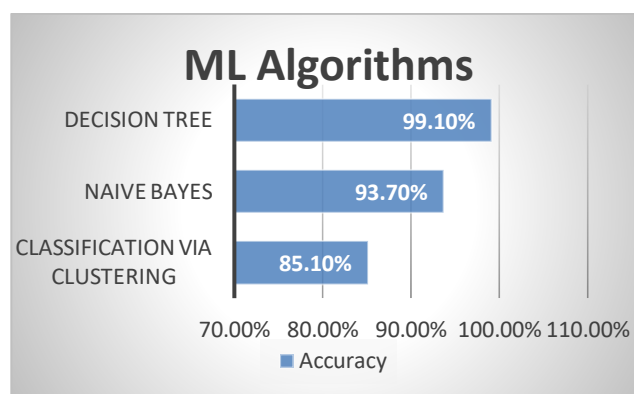 ML Algorithms
DECISION TREE
99.10%
NAIVE BAYES
93.70%
CLASSIFICATION VIA
CLUSTERING
85.10%
70.00% 80.00% 90.00% 100.00% 110.00%
Accuracy